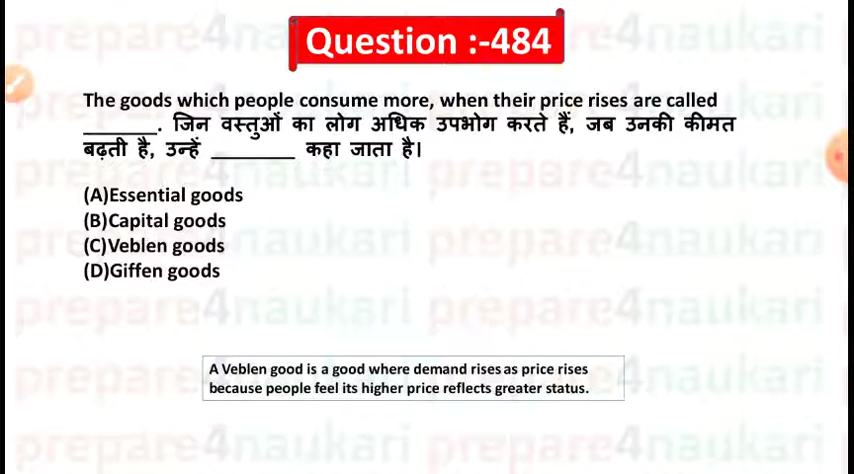 Question :-484
The goods which people consume more, when their price rises are called
_______. जिन वस्तुओं का लोग अधिक उपभोग करते हैं, जब उनकी कीमत
बढ़ती है, उन्हें ________ कहा जाता है।
(A)Essential goods
(B)Capital goods
(C)Veblen goods
(D)Giffen goods
A Veblen good is a good where demand rises as price rises
because people feel its higher price reflects greater status.
prepare4naukari